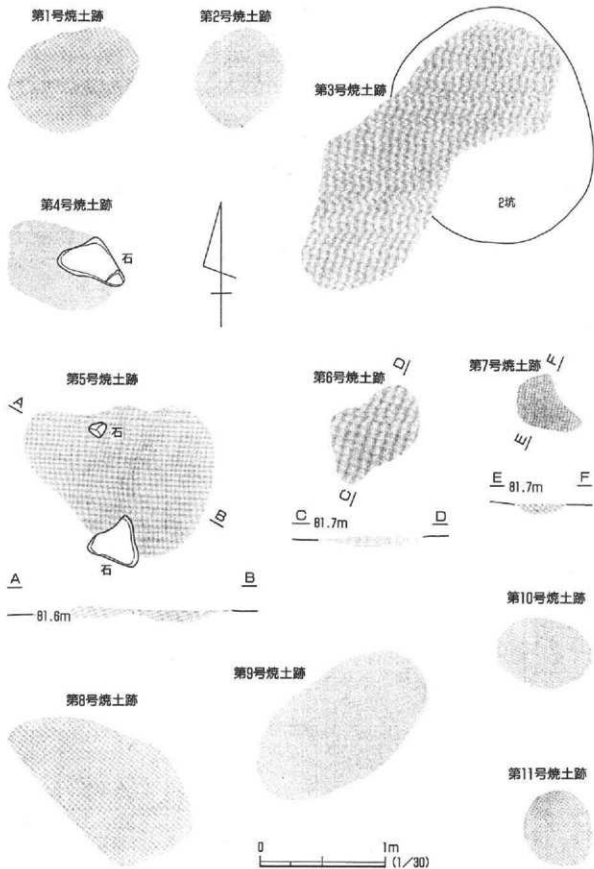 第1号焼土跡
第2号焼土跡
第3号焼土跡
2坑
第4号焼土跡
石
第5号焼土跡
A
石
B
石
A
B
81.6m
第6号焼土跡
D
C
C
81.7m
D
第7号焼土跡
F
E
E
81.7m
F
第8号焼土跡
第9号焼土跡
第10号焼土跡
第11号焼土跡
0
1m
(1/30)